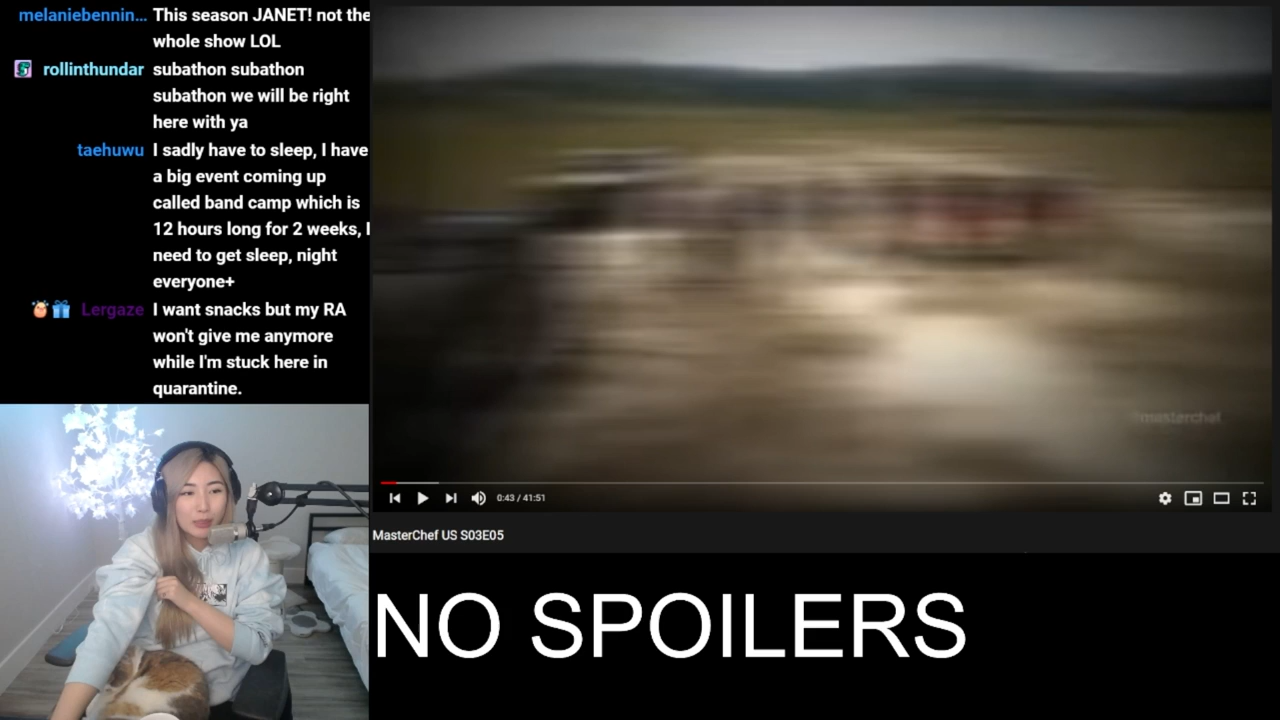 melaniebennin... This season JANET! not the
whole show LOL
rollinthundar subathon subathon
subathon we will be right
here with ya
taehuwu I sadly have to sleep, I have
a big event coming up
called band camp which is
12 hours long for 2 weeks, I
need to get sleep, night
everyone+
Lergaze I want snacks but my RA
won't give me anymore
while I'm stuck here in
quarantine.
masterchef
0:43 / 41:51
MasterChef US S03E05
NO SPOILERS